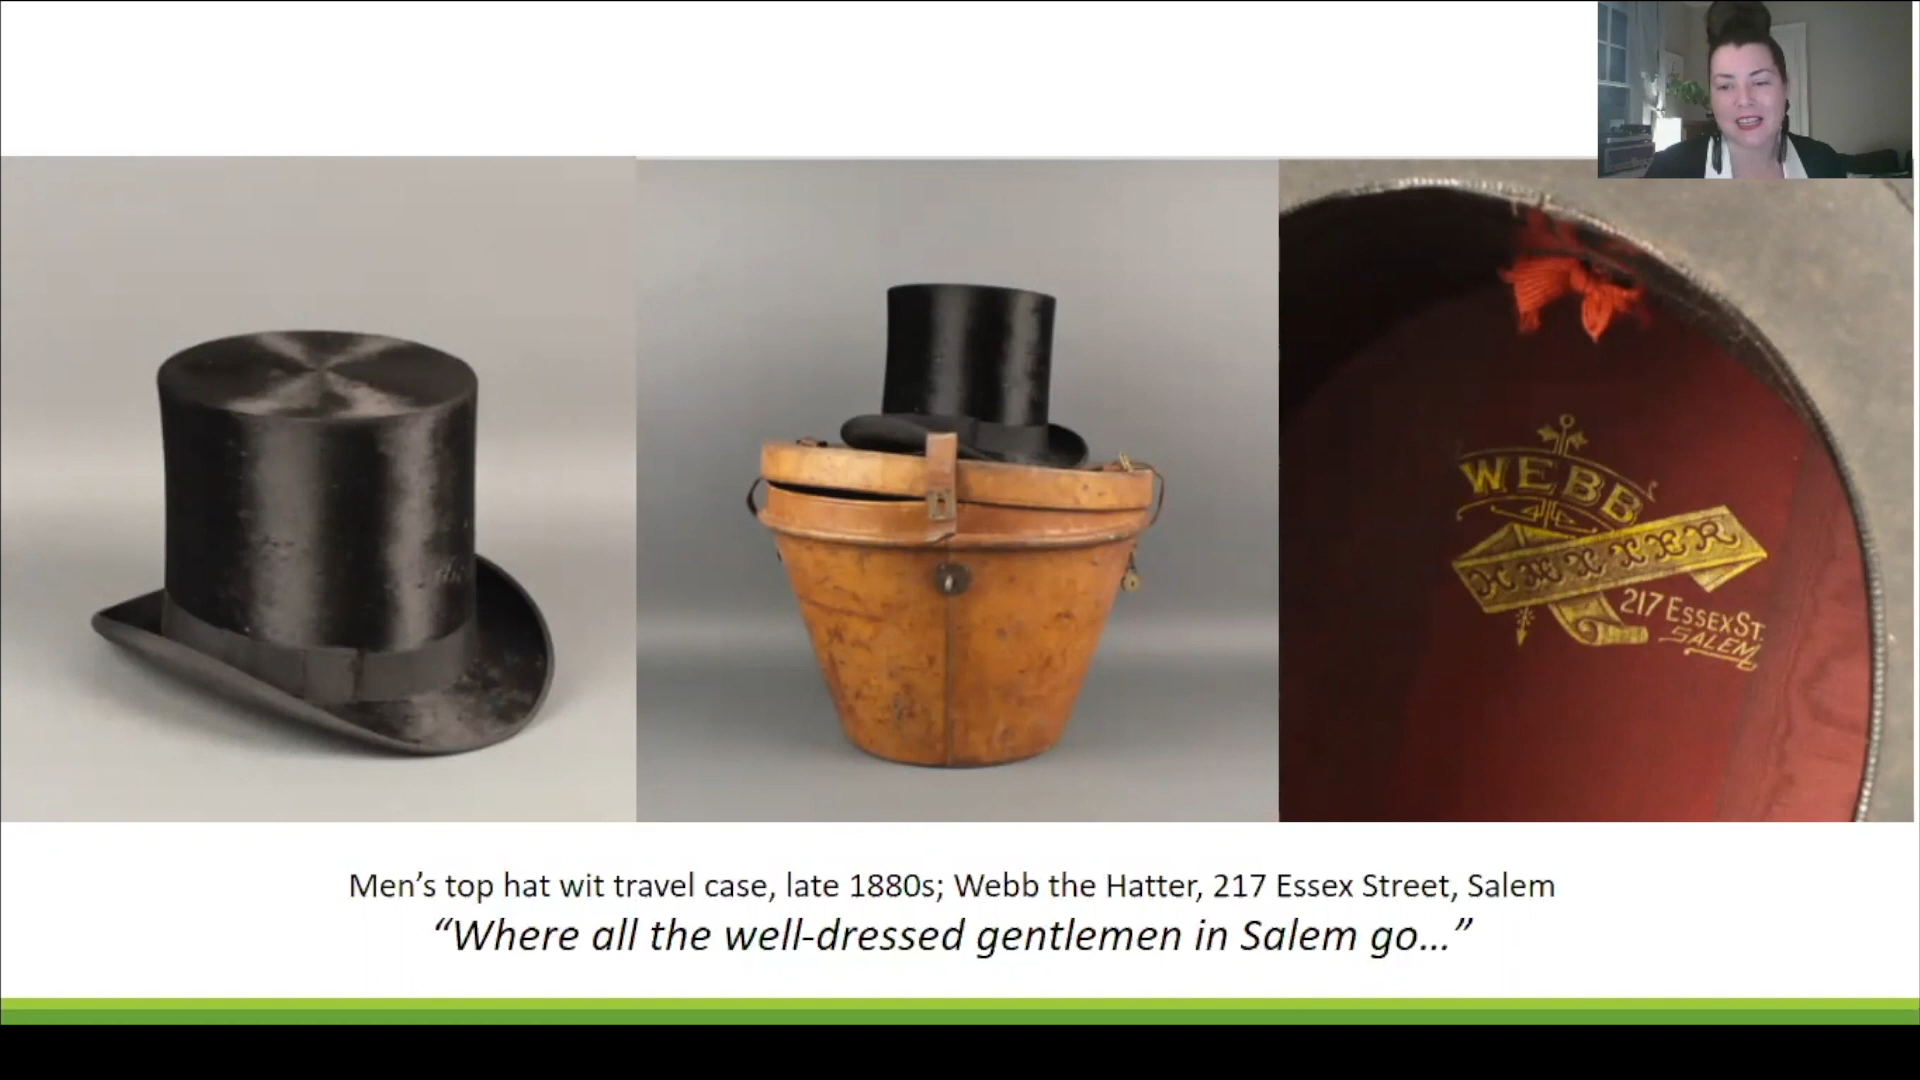 WEBB
HATTER
217 ESSEX ST.
SALEM
Men's top hat wit travel case, late 1880s; Webb the Hatter, 217 Essex Street, Salem
“Where all the well-dressed gentlemen in Salem go...”